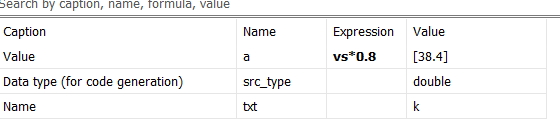 Search by caption, name, formula, value
Caption Name Expression Value
Value a vs*0.8 [38.4]
Data type (for code generation) src_type double
Name txt k